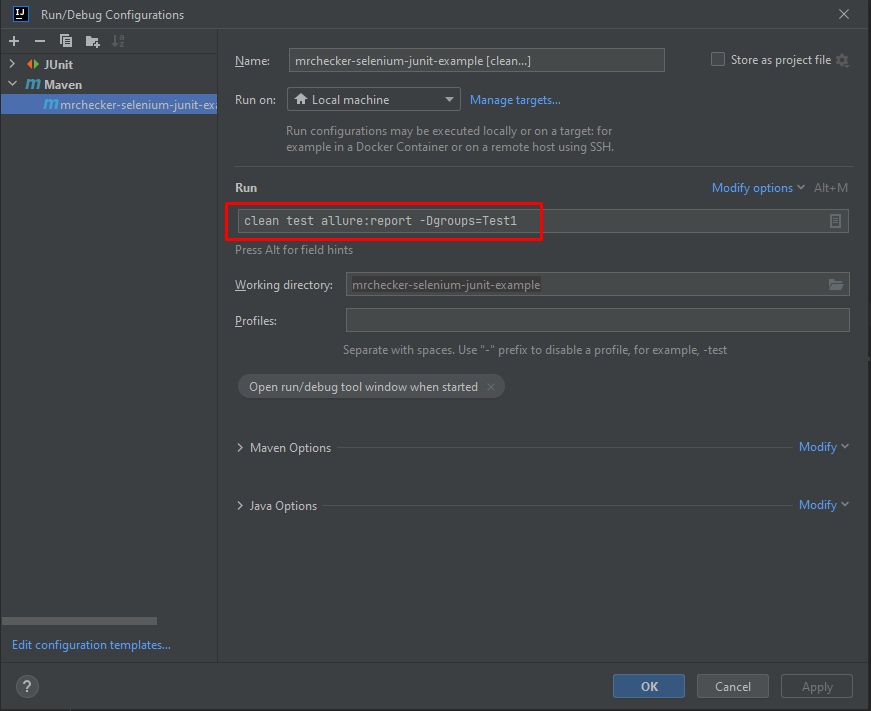 Run/Debug Configurations
JUnit
Maven
mrchecker-selenium-junit-exa
Edit configuration templates...
Name:
mrchecker-selenium-junit-example [clean...]
Store as project file
Run on:
Local machine
Manage targets...
Run configurations may be executed locally or on a target: for
example in a Docker Container or on a remote host using SSH.
Run
Modify options
Alt+M
clean test allure:report -Dgroups=Test1
Press Alt for field hints
Working directory:
mrchecker-selenium-junit-example
Profiles:
Separate with spaces. Use "-" prefix to disable a profile, for example, -test
Open run/debug tool window when started
Maven Options
Modify
Java Options
Modify
?
OK
Cancel
Apply